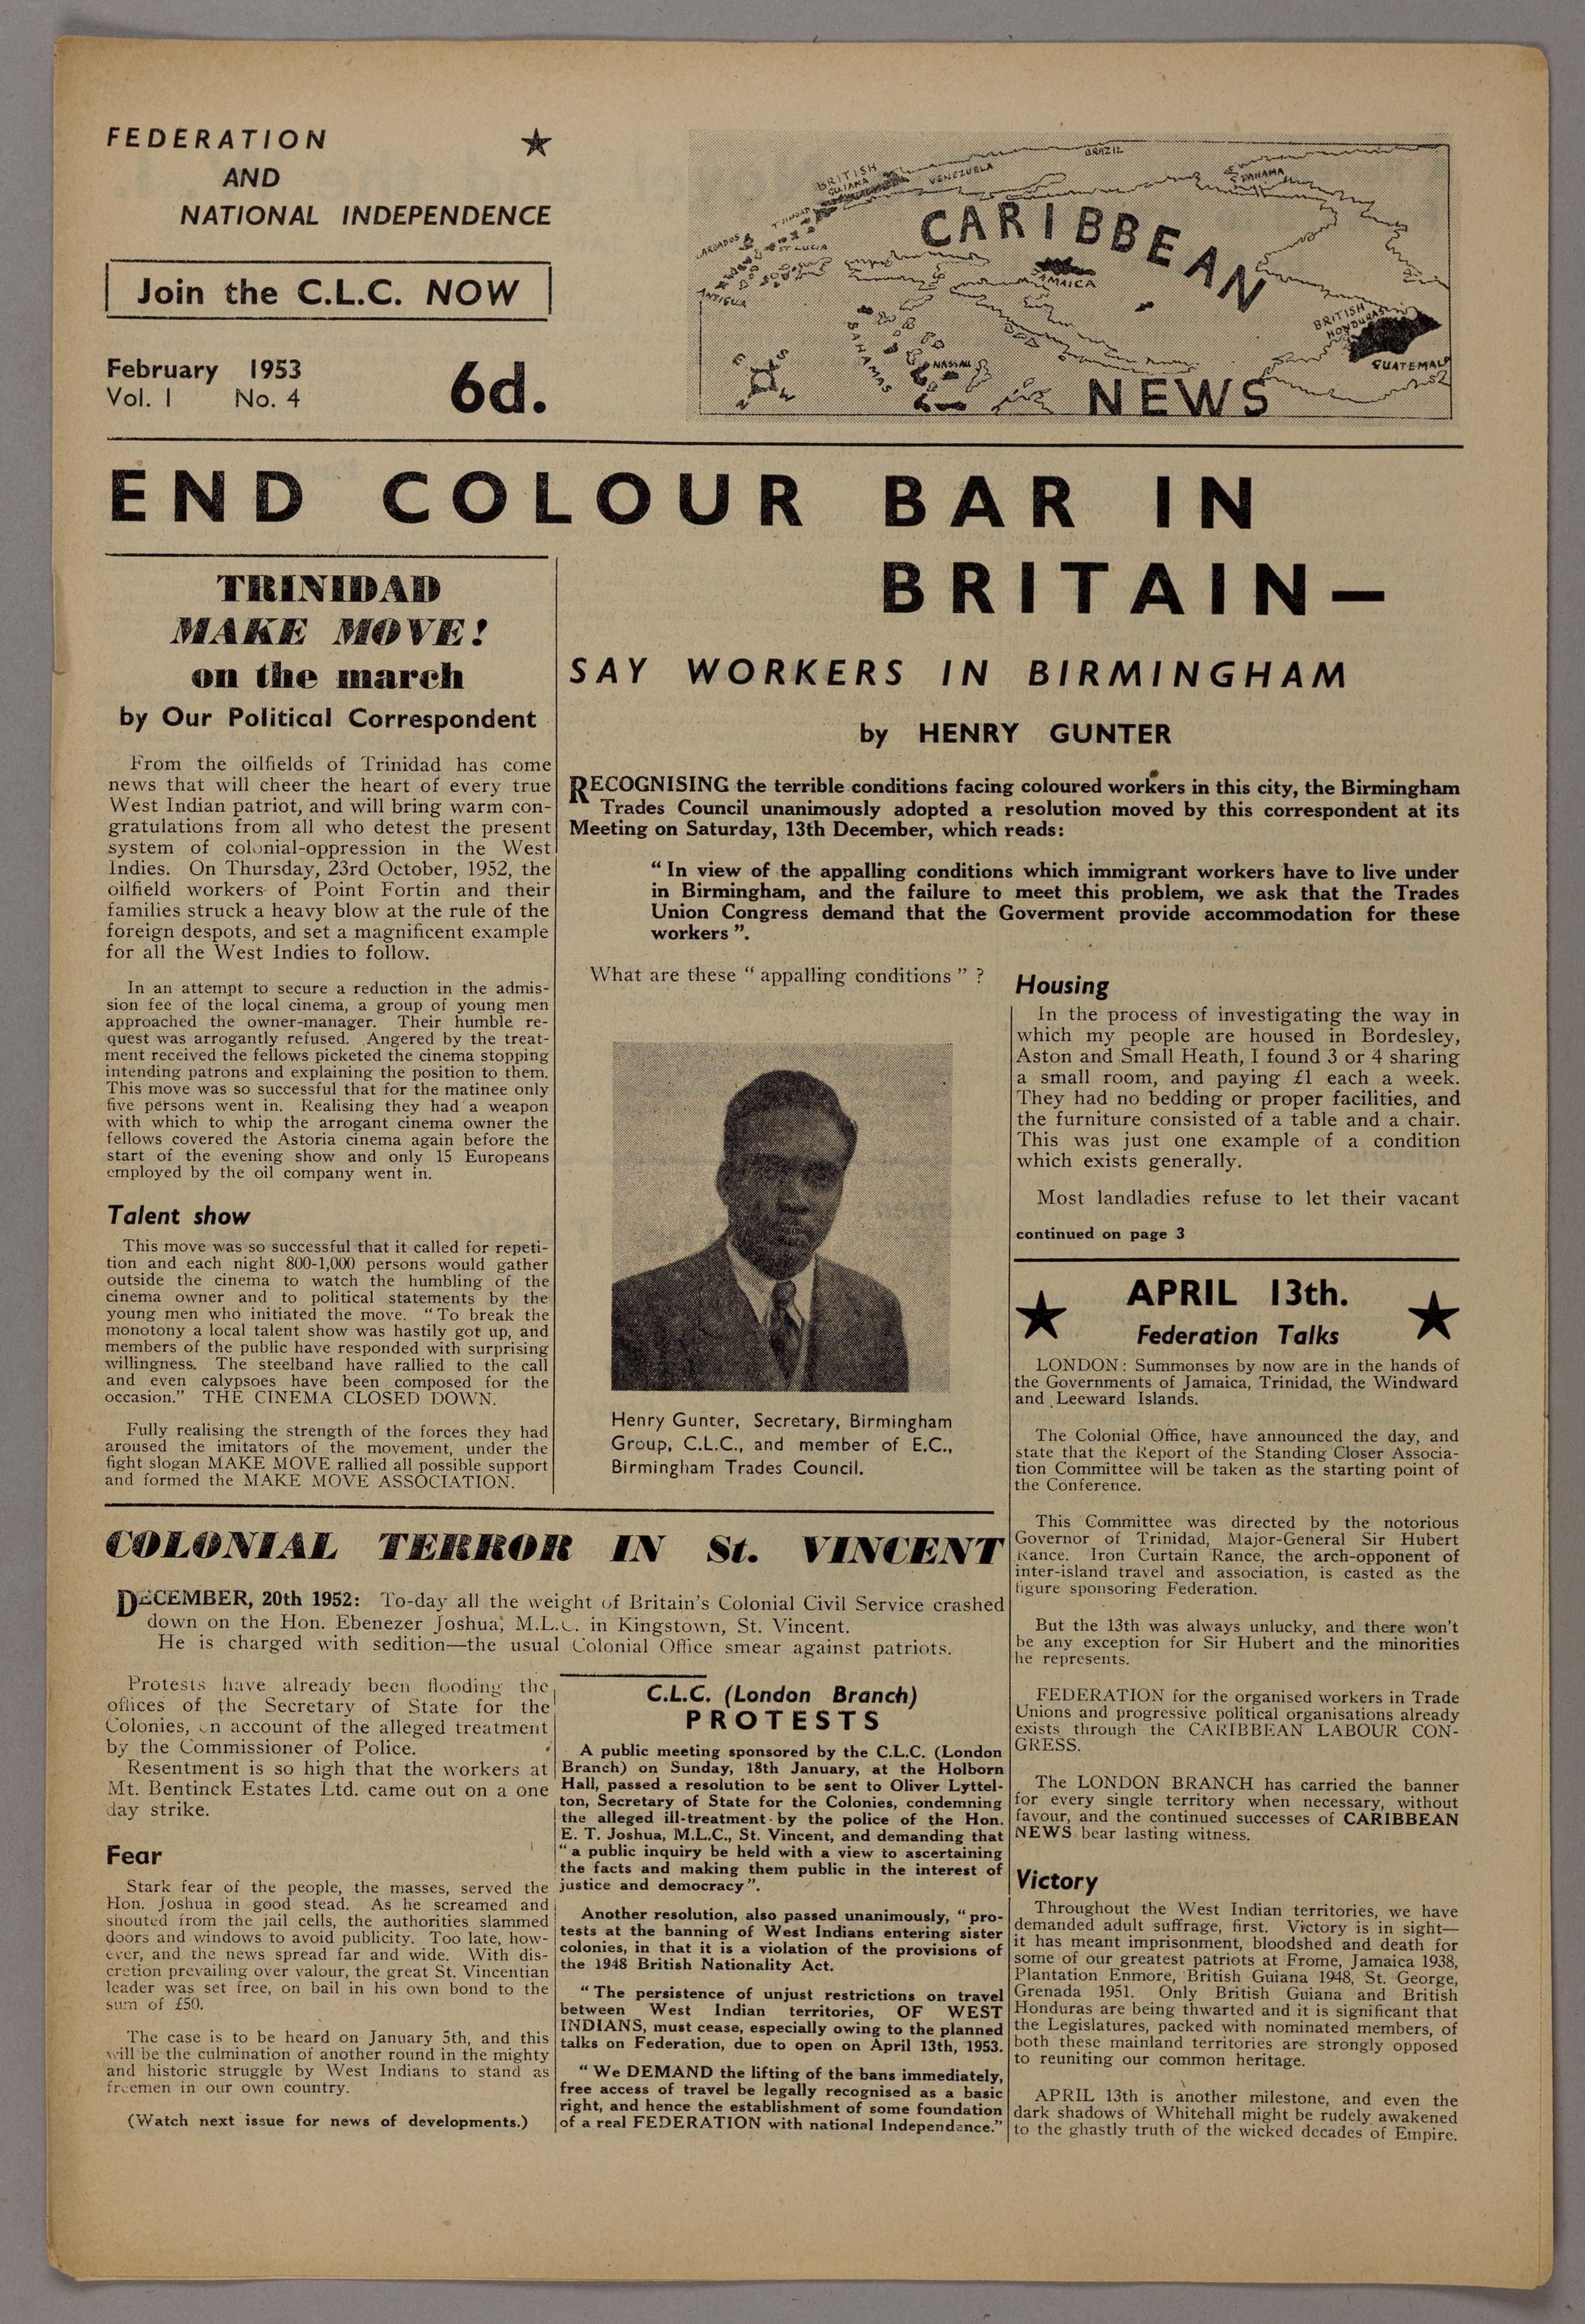 FEDERATION
AND
NATIONAL INDEPENDENCE
Join the C.L.C. NOW
February 1953
Vol. 1 No. 4
6d.
BRITISH
GUIANA
VENEZUELA
BRAZIL
PANAMA
TRINIDAD
BARBADOS
ST LUCIA
ANTIGUA
CARIBBEAN
JAMAICA
BAHAMAS
NASSAU
BRITISH
HONDURAS
GUATEMALA
E S
N W
NEWS
END COLOUR BAR IN
BRITAIN—
SAY WORKERS IN BIRMINGHAM
by HENRY GUNTER
RECOGNISING the terrible conditions facing coloured workers in this city, the Birmingham
Trades Council unanimously adopted a resolution moved by this correspondent at its
Meeting on Saturday, 13th December, which reads:
“ In view of the appalling conditions which immigrant workers have to live under
in Birmingham, and the failure to meet this problem, we ask that the Trades
Union Congress demand that the Goverment provide accommodation for these
workers ”.
What are these “ appalling conditions ” ?
Henry Gunter, Secretary, Birmingham
Group, C.L.C., and member of E.C.,
Birmingham Trades Council.
Housing
In the process of investigating the way in
which my people are housed in Bordesley,
Aston and Small Heath, I found 3 or 4 sharing
a small room, and paying £1 each a week.
They had no bedding or proper facilities, and
the furniture consisted of a table and a chair.
This was just one example of a condition
which exists generally.
Most landladies refuse to let their vacant
continued on page 3
TRINIDAD
MAKE MOVE!
on the march
by Our Political Correspondent
From the oilfields of Trinidad has come
news that will cheer the heart of every true
West Indian patriot, and will bring warm con-
gratulations from all who detest the present
system of colonial-oppression in the West
Indies. On Thursday, 23rd October, 1952, the
oilfield workers of Point Fortin and their
families struck a heavy blow at the rule of the
foreign despots, and set a magnificent example
for all the West Indies to follow.
In an attempt to secure a reduction in the admis-
sion fee of the local cinema, a group of young men
approached the owner-manager. Their humble re-
quest was arrogantly refused. Angered by the treat-
ment received the fellows picketed the cinema stopping
intending patrons and explaining the position to them.
This move was so successful that for the matinee only
five persons went in. Realising they had a weapon
with which to whip the arrogant cinema owner the
fellows covered the Astoria cinema again before the
start of the evening show and only 15 Europeans
employed by the oil company went in.
Talent show
This move was so successful that it called for repeti-
tion and each night 800-1,000 persons would gather
outside the cinema to watch the humbling of the
cinema owner and to political statements by the
young men who initiated the move. “ To break the
monotony a local talent show was hastily got up, and
members of the public have responded with surprising
willingness. The steelband have rallied to the call
and even calypsoes have been composed for the
occasion.” THE CINEMA CLOSED DOWN.
Fully realising the strength of the forces they had
aroused the imitators of the movement, under the
fight slogan MAKE MOVE rallied all possible support
and formed the MAKE MOVE ASSOCIATION.
COLONIAL TERROR IN St. VINCENT
DECEMBER, 20th 1952: To-day all the weight of Britain's Colonial Civil Service crashed
down on the Hon. Ebenezer Joshua, M.L.C. in Kingstown, St. Vincent.
He is charged with sedition—the usual Colonial Office smear against patriots.
Protests have already been flooding the
offices of the Secretary of State for the
Colonies, on account of the alleged treatment
by the Commissioner of Police.
Resentment is so high that the workers at
Mt. Bentinck Estates Ltd. came out on a one
day strike.
Fear
Stark fear of the people, the masses, served the
Hon. Joshua in good stead. As he screamed and
shouted from the jail cells, the authorities slammed
doors and windows to avoid publicity. Too late, how-
ever, and the news spread far and wide. With dis-
cretion prevailing over valour, the great St. Vincentian
leader was set free, on bail in his own bond to the
sum of £50.
The case is to be heard on January 5th, and this
will be the culmination of another round in the mighty
and historic struggle by West Indians to stand as
freemen in our own country.
(Watch next issue for news of developments.)
C.L.C. (London Branch)
PROTESTS
A public meeting sponsored by the C.L.C. (London
Branch) on Sunday, 18th January, at the Holborn
Hall, passed a resolution to be sent to Oliver Lyttel-
ton, Secretary of State for the Colonies, condemning
the alleged ill-treatment by the police of the Hon.
E. T. Joshua, M.L.C., St. Vincent, and demanding that
“ a public inquiry be held with a view to ascertaining
the facts and making them public in the interest of
justice and democracy ”.
Another resolution, also passed unanimously, “ pro-
tests at the banning of West Indians entering sister
colonies, in that it is a violation of the provisions of
the 1948 British Nationality Act.
“ The persistence of unjust restrictions on travel
between West Indian territories, OF WEST
INDIANS, must cease, especially owing to the planned
talks on Federation, due to open on April 13th, 1953.
“ We DEMAND the lifting of the bans immediately,
free access of travel be legally recognised as a basic
right, and hence the establishment of some foundation
of a real FEDERATION with national Independence.”
APRIL 13th.
Federation Talks
LONDON: Summonses by now are in the hands of
the Governments of Jamaica, Trinidad, the Windward
and Leeward Islands.
The Colonial Office, have announced the day, and
state that the Report of the Standing Closer Associa-
tion Committee will be taken as the starting point of
the Conference.
This Committee was directed by the notorious
Governor of Trinidad, Major-General Sir Hubert
Rance. Iron Curtain Rance, the arch-opponent of
inter-island travel and association, is casted as the
figure sponsoring Federation.
But the 13th was always unlucky, and there won't
be any exception for Sir Hubert and the minorities
he represents.
FEDERATION for the organised workers in Trade
Unions and progressive political organisations already
exists through the CARIBBEAN LABOUR CON-
GRESS.
The LONDON BRANCH has carried the banner
for every single territory when necessary, without
favour, and the continued successes of CARIBBEAN
NEWS bear lasting witness.
Victory
Throughout the West Indian territories, we have
demanded adult suffrage, first. Victory is in sight—
it has meant imprisonment, bloodshed and death for
some of our greatest patriots at Frome, Jamaica 1938,
Plantation Enmore, British Guiana 1948, St. George,
Grenada 1951. Only British Guiana and British
Honduras are being thwarted and it is significant that
the Legislatures, packed with nominated members, of
both these mainland territories are strongly opposed
to reuniting our common heritage.
APRIL 13th is another milestone, and even the
dark shadows of Whitehall might be rudely awakened
to the ghastly truth of the wicked decades of Empire.